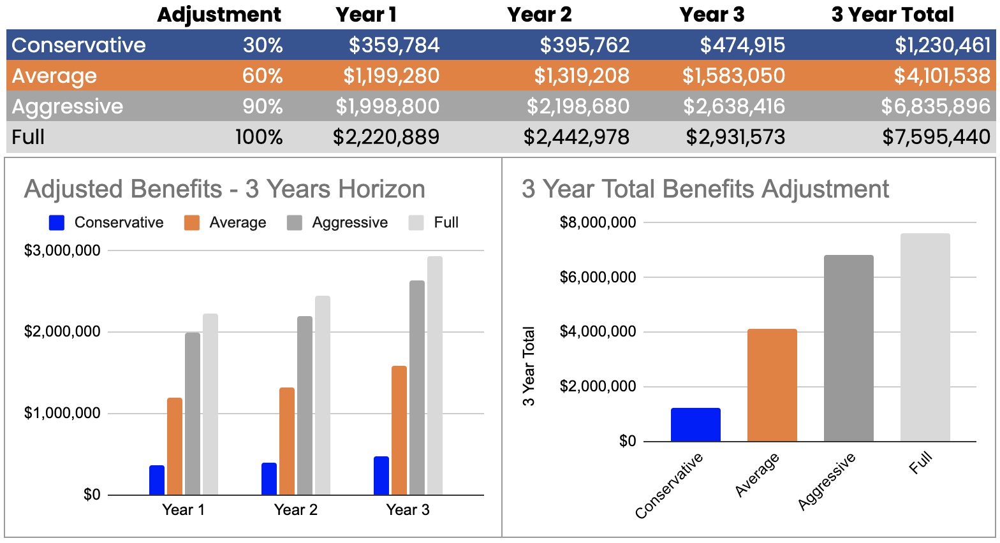 Adjustment Year 1 Year 2 Year 3 3 Year Total
Conservative 30% $359,784 $395,762 $474,915 $1,230,461
Average 60% $1,199,280 $1,319,208 $1,583,050 $4,101,538
Aggressive 90% $1,998,800 $2,198,680 $2,638,416 $6,835,896
Full 100% $2,220,889 $2,442,978 $2,931,573 $7,595,440
Adjusted Benefits - 3 Years Horizon
Conservative Average Aggressive Full
$3,000,000
$2,000,000
$1,000,000
$0
Year 1 Year 2 Year 3
3 Year Total Benefits Adjustment
3 Year Total
$8,000,000
$6,000,000
$4,000,000
$2,000,000
$0
Conservative Average Aggressive Full